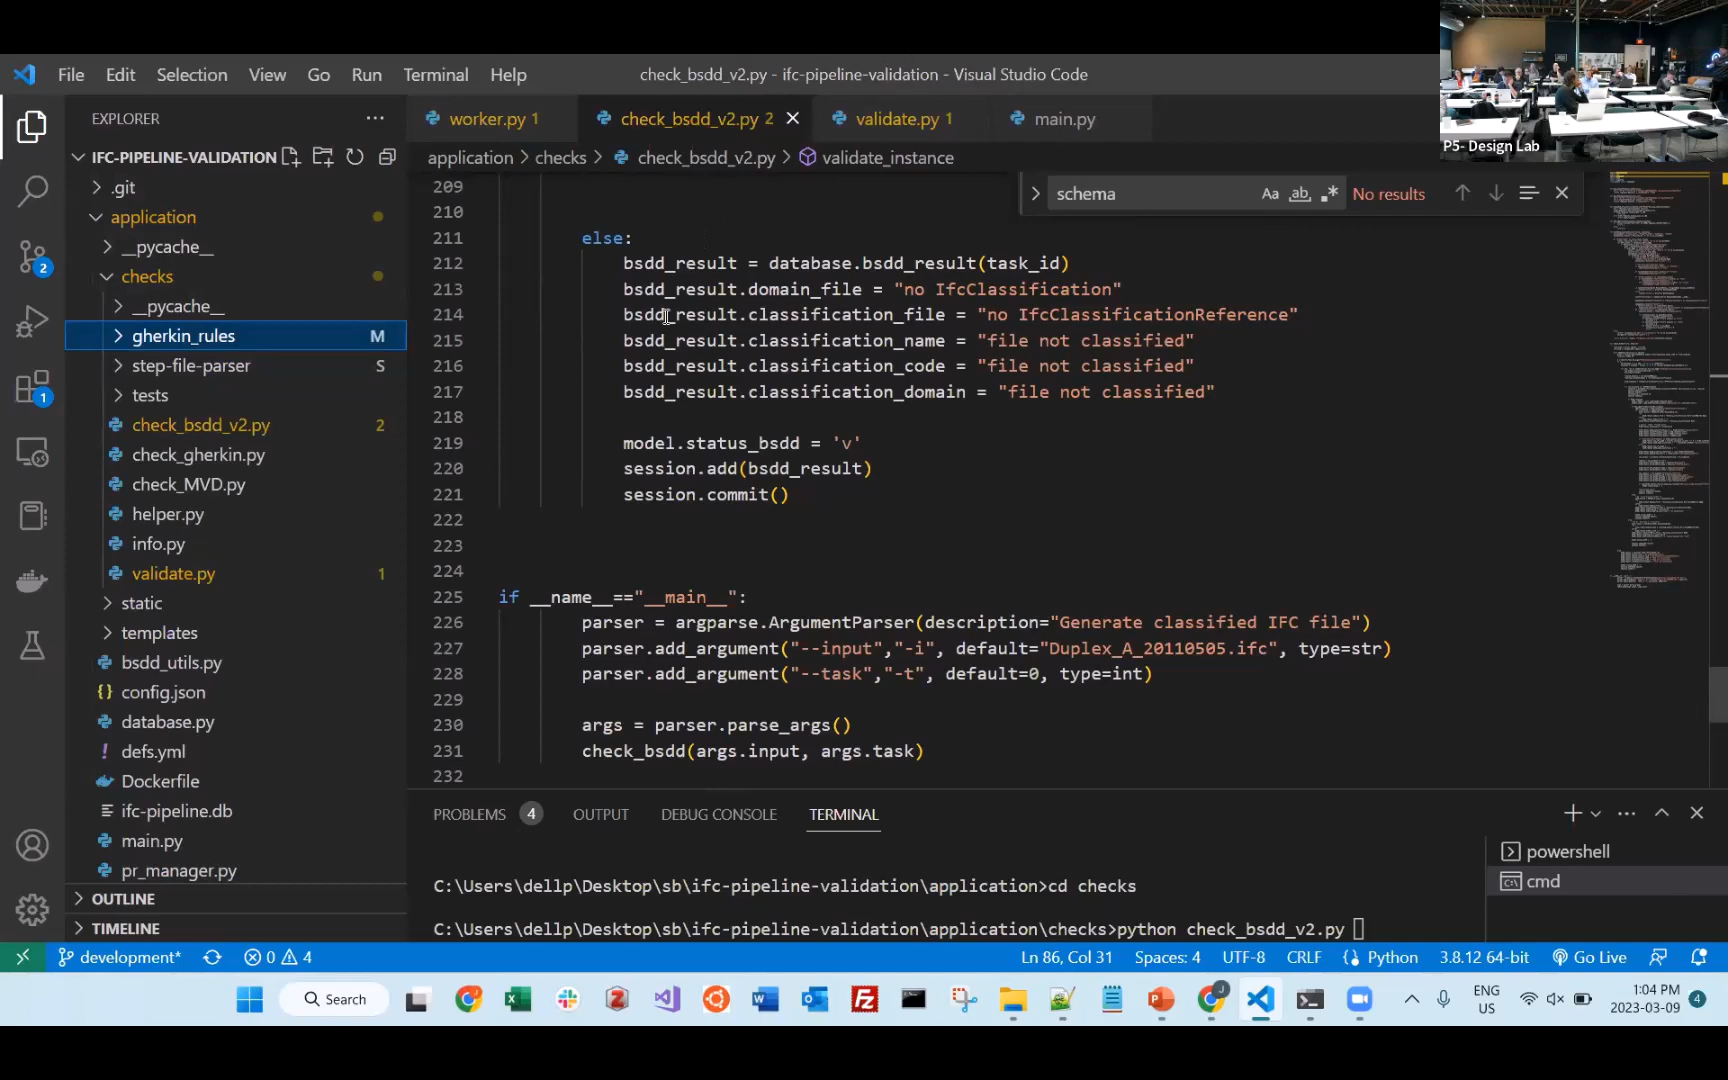 File Edit Selection View Go Run Terminal Help
check_bsdd_v2.py - ifc-pipeline-validation - Visual Studio Code
P5- Design Lab
EXPLORER
IFC-PIPELINE-VALIDATION
.git
application
__pycache__
checks
__pycache__
gherkin_rules M
step-file-parser S
tests
check_bsdd_v2.py 2
check_gherkin.py
check_MVD.py
helper.py
info.py
validate.py 1
static
templates
bsdd_utils.py
config.json
database.py
defs.yml
Dockerfile
ifc-pipeline.db
main.py
pr_manager.py
OUTLINE
TIMELINE
2
1
worker.py 1 check_bsdd_v2.py 2 validate.py 1 main.py
application > checks > check_bsdd_v2.py > validate_instance
schema Aa ab No results
209
210
211 else:
212 bsdd_result = database.bsdd_result(task_id)
213 bsdd_result.domain_file = "no IfcClassification"
214 bsdd_result.classification_file = "no IfcClassificationReference"
215 bsdd_result.classification_name = "file not classified"
216 bsdd_result.classification_code = "file not classified"
217 bsdd_result.classification_domain = "file not classified"
218
219 model.status_bsdd = 'v'
220 session.add(bsdd_result)
221 session.commit()
222
223
224
225 if __name__=="__main__":
226 parser = argparse.ArgumentParser(description="Generate classified IFC file")
227 parser.add_argument("--input","-i", default="Duplex_A_20110505.ifc", type=str)
228 parser.add_argument("--task","-t", default=0, type=int)
229
230 args = parser.parse_args()
231 check_bsdd(args.input, args.task)
232
PROBLEMS 4 OUTPUT DEBUG CONSOLE TERMINAL
C:\Users\dellp\Desktop\sb\ifc-pipeline-validation\application>cd checks
C:\Users\dellp\Desktop\sb\ifc-pipeline-validation\application\checks>python check_bsdd_v2.py
powershell
cmd
development* 0 4 Ln 86, Col 31 Spaces: 4 UTF-8 CRLF Python 3.8.12 64-bit Go Live
Search
ENG
US
1:04 PM
2023-03-09
4